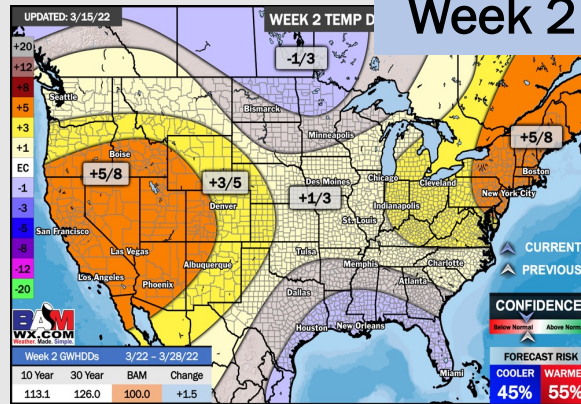 Week 2
UPDATED: 3/15/22
WEEK 2 TEMP D
+20
+12
+8
+5
+3
+1
EC
-1
-3
-5
-8
-12
-20
-1/3
Seattle
Bismarck
Minneapolis
+5/8
Boise
+5/8
+3/5
Boston
Chicago
Cleveland
New York City
Des Moines
+1/3
Denver
Indianapolis
St. Louis
San Francisco
Las Vegas
Los Angeles
Phoenix
Albuquerque
Tulsa
Memphis
Charlotte
Atlanta
Dallas
Houston
New Orleans
Miami
CURRENT
PREVIOUS
CONFIDENCE
Below Normal
Above Norm
FORECAST RISK
COOLER
WARME
45%
55%
BAM
WX.COM
Weather. Made. Simple.
Week 2 GWHDDs 3/22 – 3/28/22
10 Year 30 Year BAM Change
113.1 126.0 100.0 +1.5